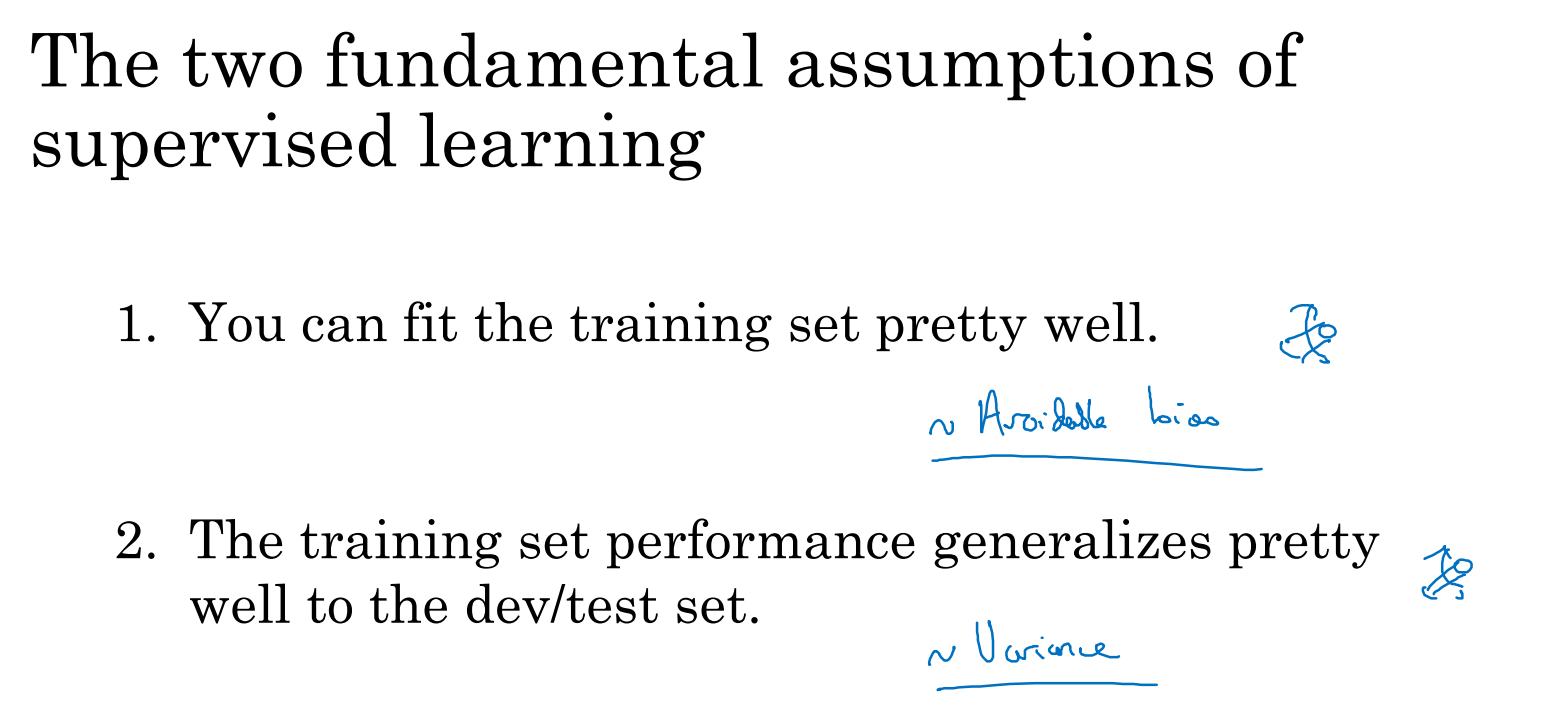 The two fundamental assumptions of
supervised learning
1. You can fit the training set pretty well.
~ Avoidable bias
2. The training set performance generalizes pretty
well to the dev/test set.
~ Variance